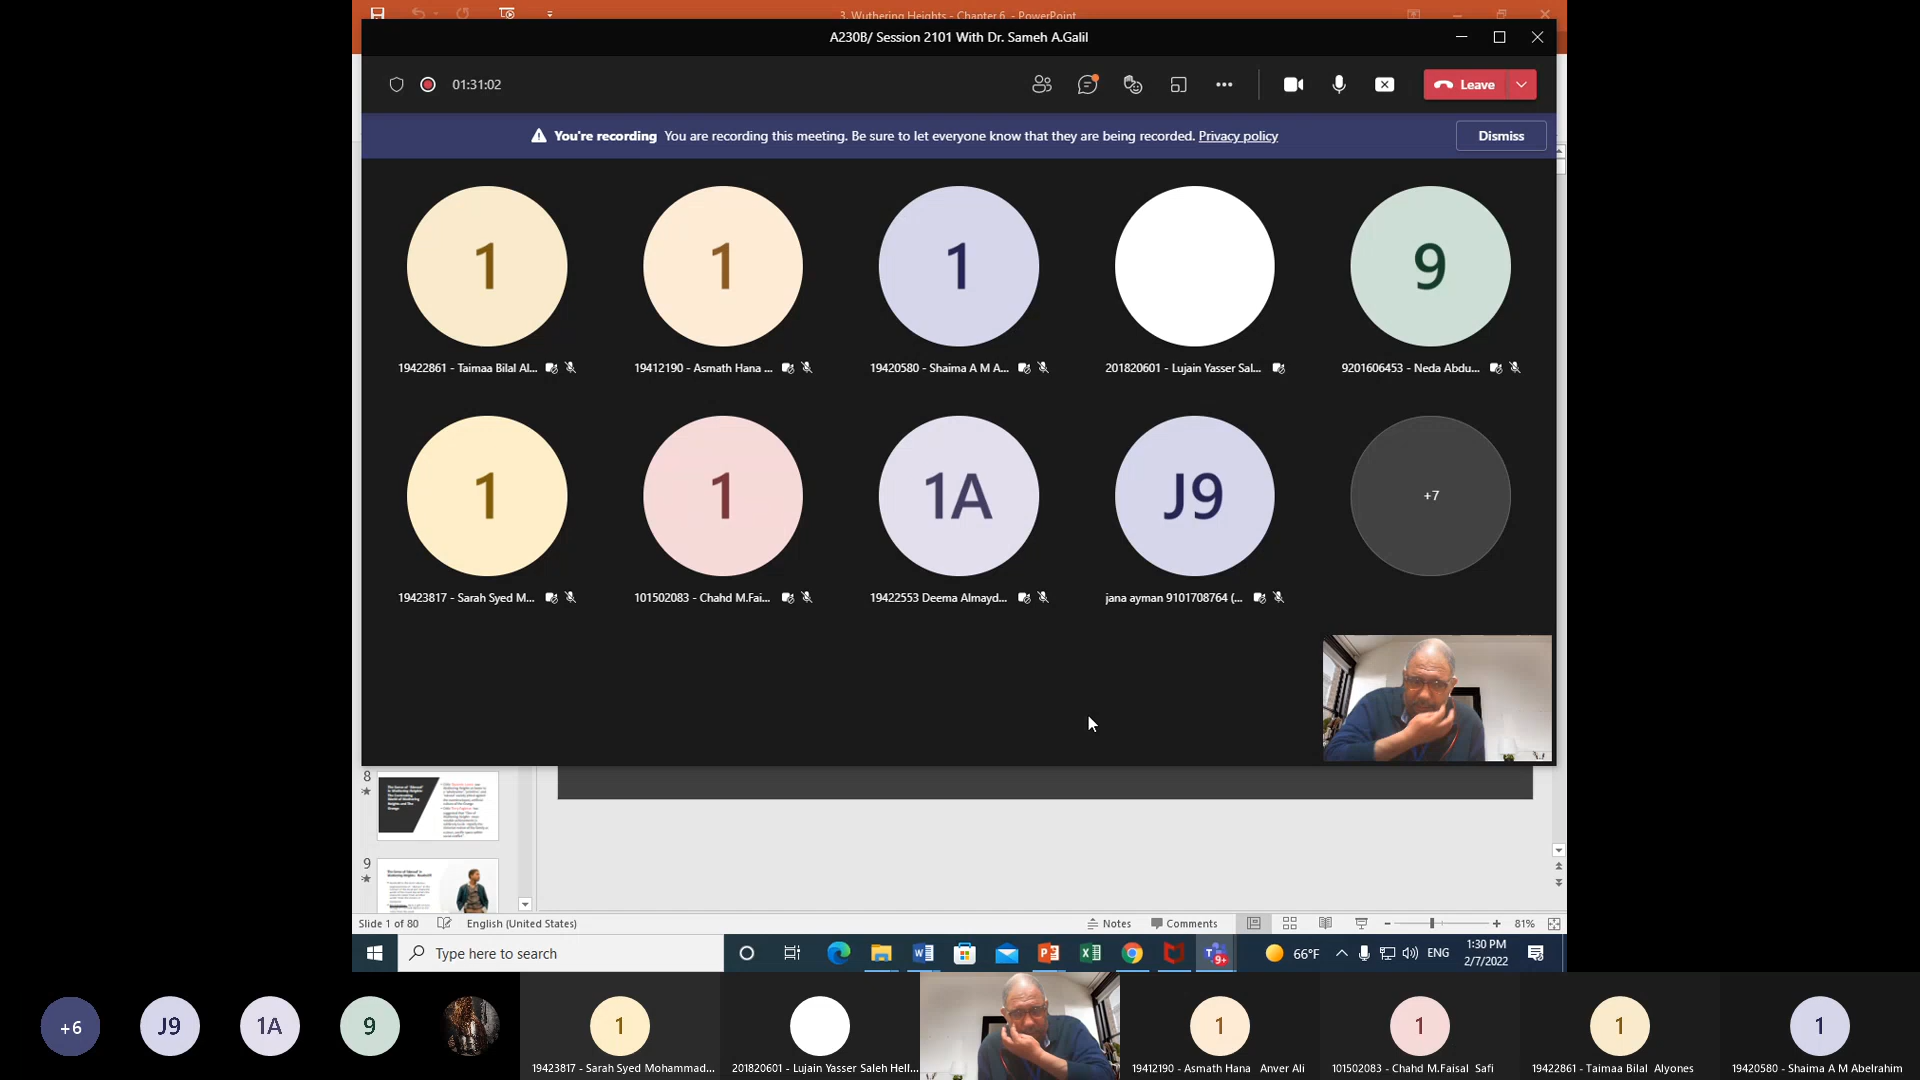 3. Wuthering Heights - Chapter 6 - PowerPoint
A230B/ Session 2101 With Dr. Sameh A.Galil
01:31:02
Leave
You're recording You are recording this meeting. Be sure to let everyone know that they are being recorded. Privacy policy
Dismiss
1
1
1
9
19422861 - Taimaa Bilal Al...
19412190 - Asmath Hana ...
19420580 - Shaima A M A...
201820601 - Lujain Yasser Sal...
9201606453 - Neda Abdu...
1
1
1A
J9
+7
19423817 - Sarah Syed M...
101502083 - Chahd M.Fai...
19422553 Deema Almayd...
jana ayman 9101708764 (...
8
9
Slide 1 of 80
English (United States)
Notes
Comments
81%
Type here to search
9+
66°F
ENG
1:30 PM
2/7/2022
+6
J9
1A
9
1
1
1
1
1
19423817 - Sarah Syed Mohammad...
201820601 - Lujain Yasser Saleh Hell...
19412190 - Asmath Hana Anver Ali
101502083 - Chahd M.Faisal Safi
19422861 - Taimaa Bilal Alyones
19420580 - Shaima A M Abelrahim